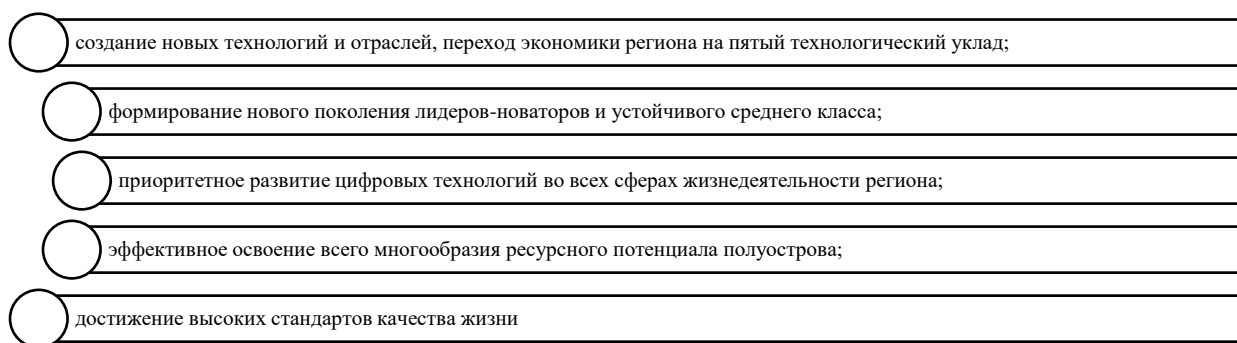 создание новых технологий и отраслей, переход экономики региона на пятый технологический уклад;
формирование нового поколения лидеров-новаторов и устойчивого среднего класса;
приоритетное развитие цифровых технологий во всех сферах жизнедеятельности региона;
эффективное освоение всего многообразия ресурсного потенциала полуострова;
достижение высоких стандартов качества жизни